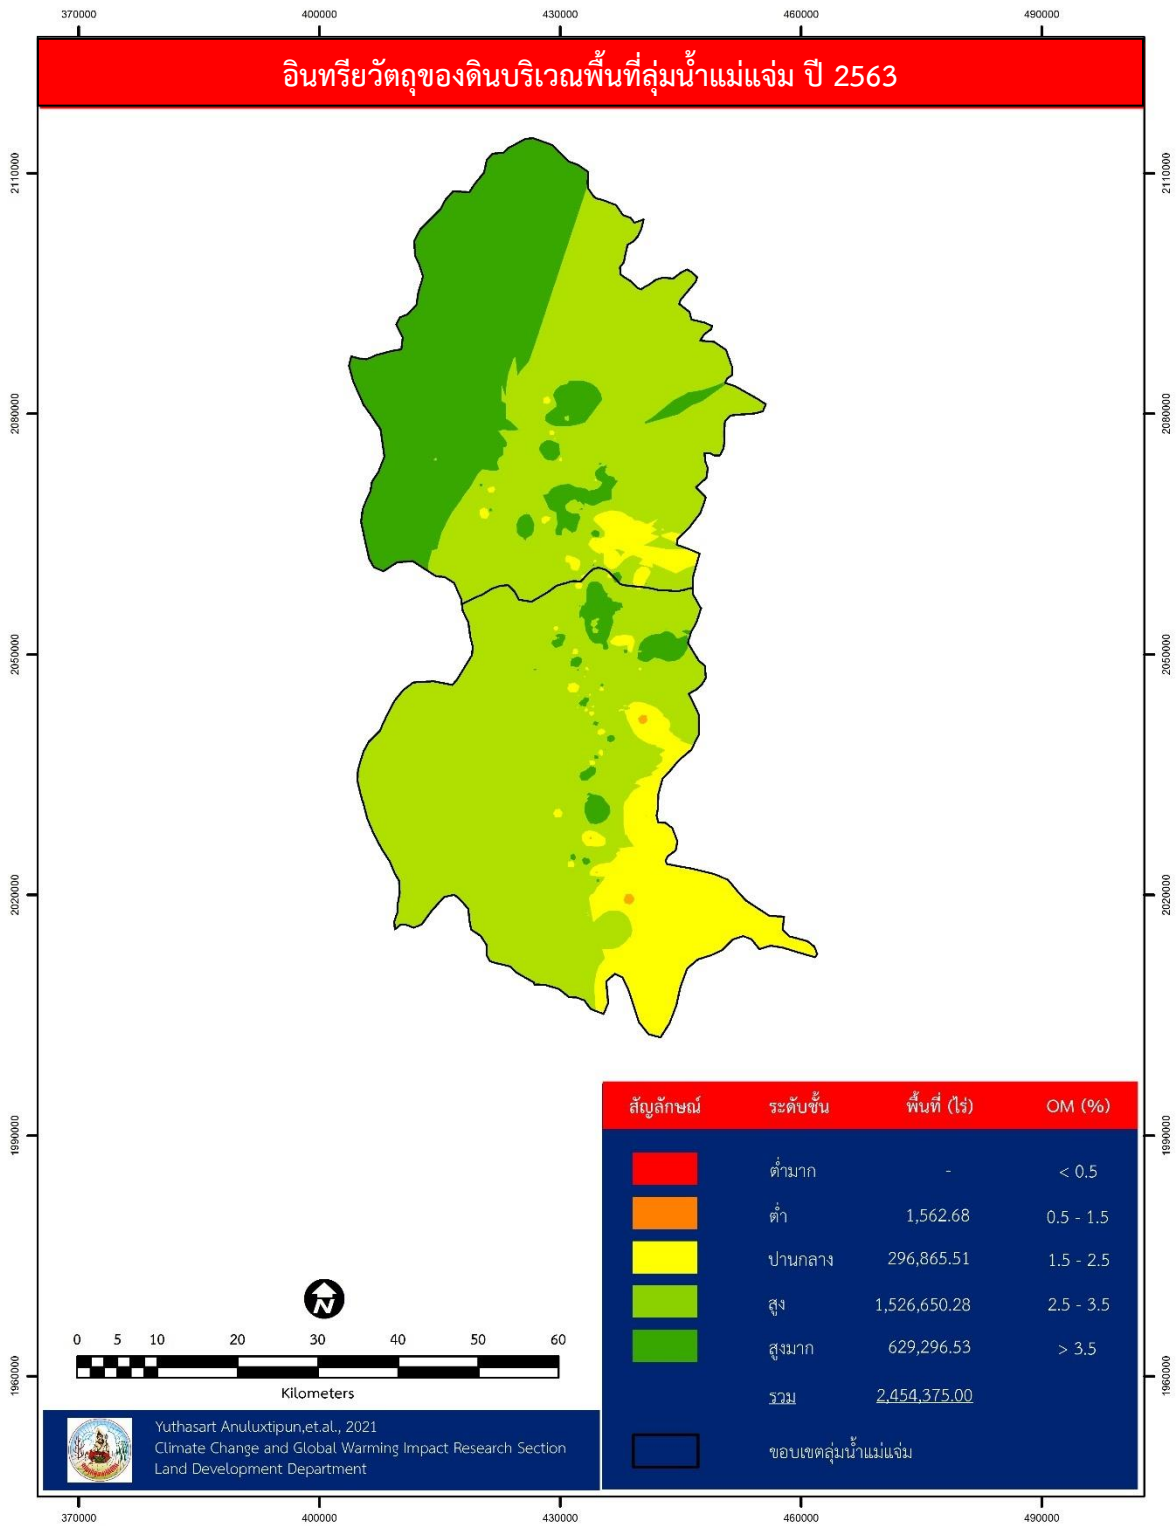 370000 400000 430000 460000 490000
อินทรียวัตถุของดินบริเวณพื้นที่ลุ่มน้ำแม่แจ่ม ปี 2563
2110000 2110000
2080000 2080000
2050000 2050000
2020000 2020000
1990000 1990000
1960000 1960000
สัญลักษณ์ ระดับชั้น พื้นที่ (ไร่) OM (%)
ต่ำมาก - < 0.5
ต่ำ 1,562.68 0.5 - 1.5
ปานกลาง 296,865.51 1.5 - 2.5
สูง 1,526,650.28 2.5 - 3.5
สูงมาก 629,296.53 > 3.5
รวม 2,454,375.00
ขอบเขตลุ่มน้ำแม่แจ่ม
N
0 5 10 20 30 40 50 60
Kilometers
Yuthasart Anuluxtipun,et.al., 2021
Climate Change and Global Warming Impact Research Section
Land Development Department
370000 400000 430000 460000 490000